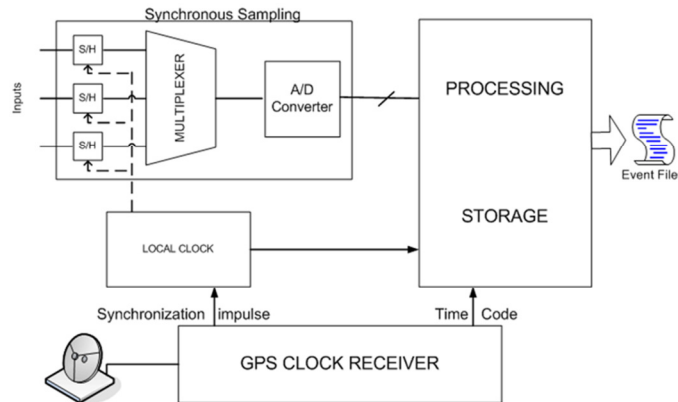 Synchronous Sampling
Inputs
S/H
S/H
S/H
MULTIPLEXER
A/D
Converter
PROCESSING
STORAGE
Event File
LOCAL CLOCK
Synchronization impulse
Time Code
GPS CLOCK RECEIVER